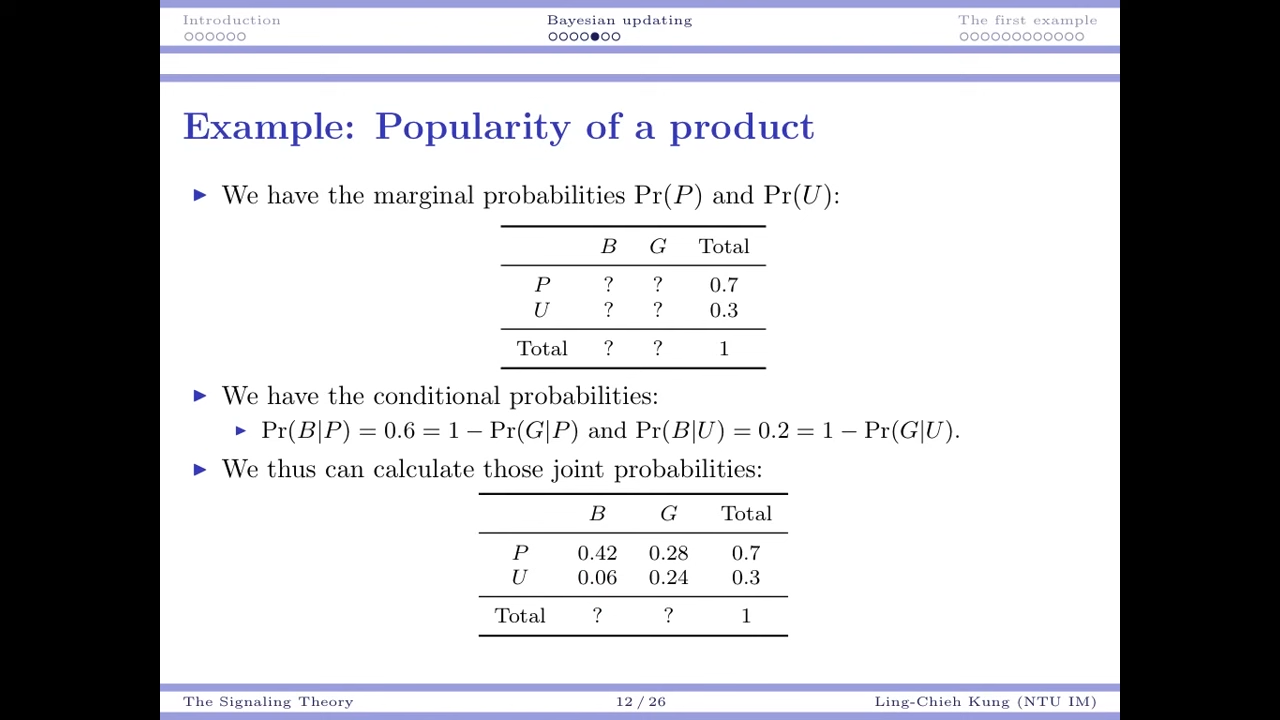 Introduction Bayesian updating The first example
Example: Popularity of a product
We have the marginal probabilities Pr(P) and Pr(U):
B G Total
P ? ? 0.7
U ? ? 0.3
Total ? ? 1
We have the conditional probabilities:
Pr(B|P) = 0.6 = 1 − Pr(G|P) and Pr(B|U) = 0.2 = 1 − Pr(G|U).
We thus can calculate those joint probabilities:
B G Total
P 0.42 0.28 0.7
U 0.06 0.24 0.3
Total ? ? 1
The Signaling Theory 12 / 26 Ling-Chieh Kung (NTU IM)